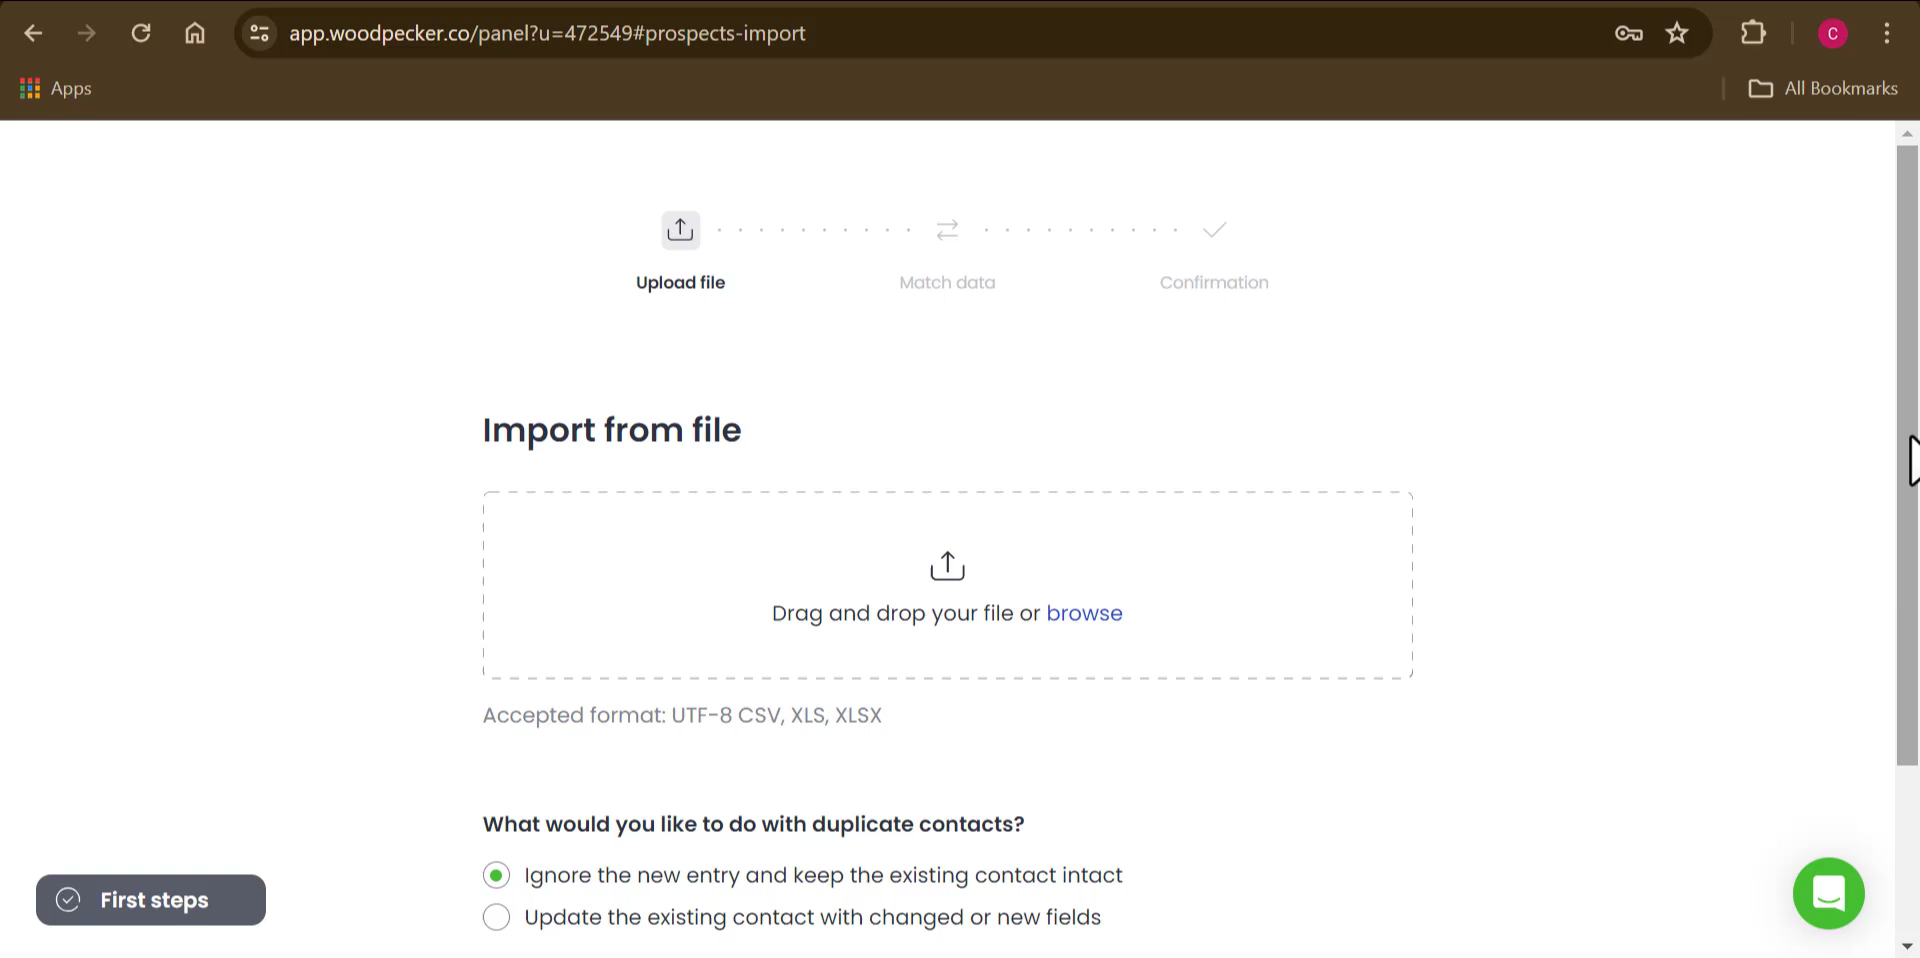 app.woodpecker.co/panel?u=472549#prospects-import
C
Apps
All Bookmarks
Upload file
Match data
Confirmation
Import from file
Drag and drop your file or browse
Accepted format: UTF-8 CSV, XLS, XLSX
What would you like to do with duplicate contacts?
Ignore the new entry and keep the existing contact intact
Update the existing contact with changed or new fields
First steps